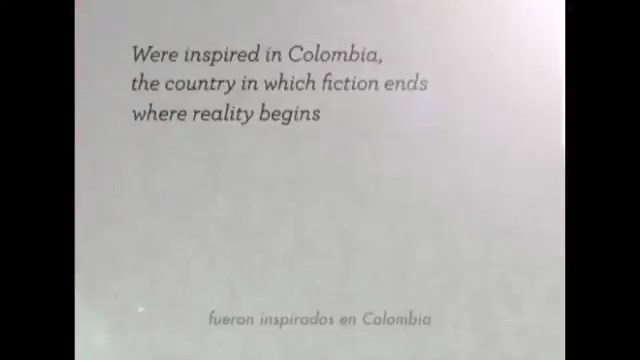 Were inspired in Colombia,
the country in which fiction ends
where reality begins
fueron inspirados en Colombia